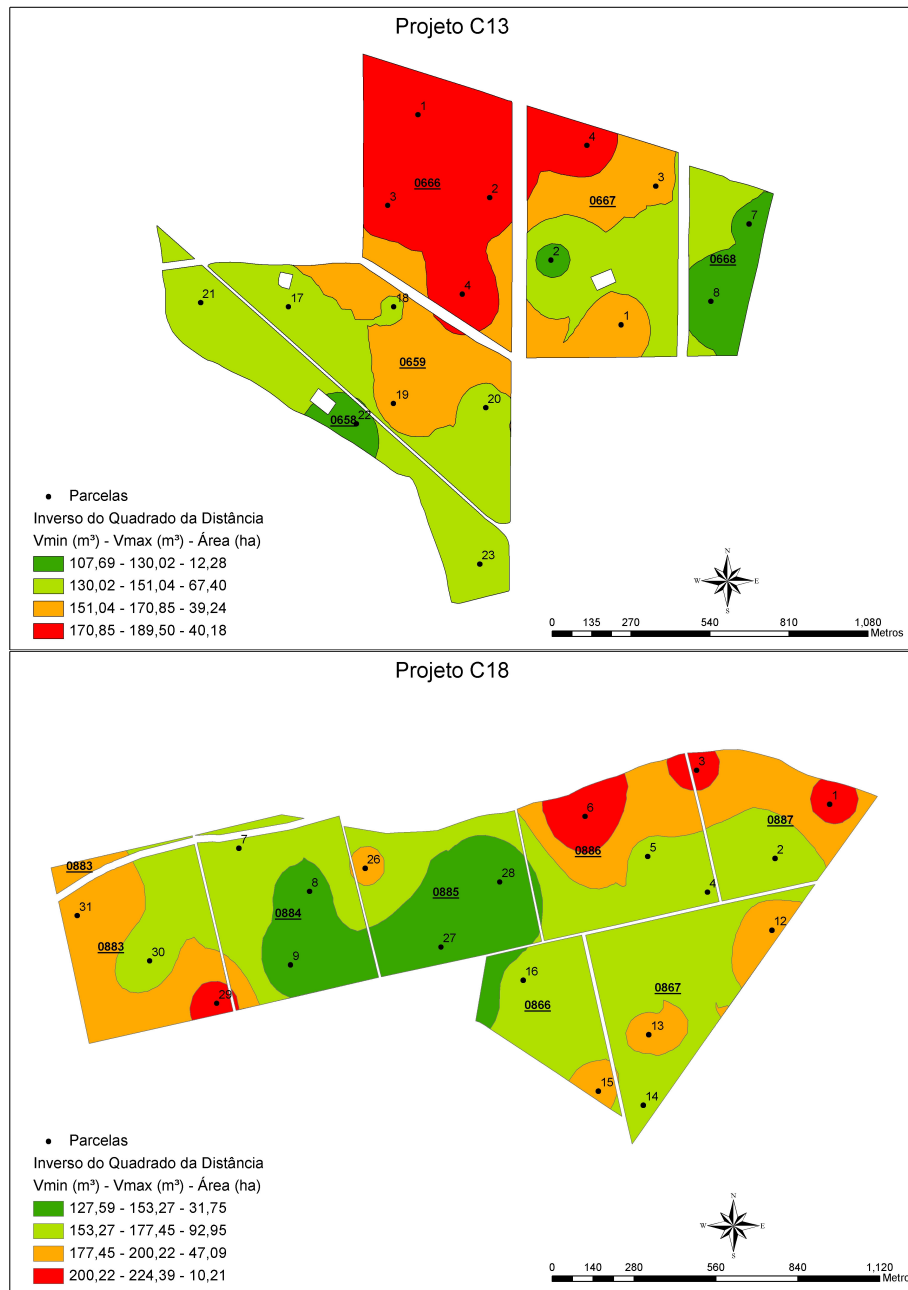 Projeto C13
1
4
0666
3
2
3
0667
7
2
0668
8
4
21
17
18
1
0659
19
20
0658
22
23
N
W
E
S
Parcelas
Inverso do Quadrado da Distância
Vmin (m³) - Vmax (m³) - Área (ha)
107,69 - 130,02 - 12,28
130,02 - 151,04 - 67,40
151,04 - 170,85 - 39,24
170,85 - 189,50 - 40,18
0 135 270 540 810 1,080
Metros
Projeto C18
3
1
6
0887
0886
7
5
2
0883
26
28
4
8
0885
31
0884
12
0883
27
30
9
16
0867
0866
29
13
15
14
N
W
E
S
Parcelas
Inverso do Quadrado da Distância
Vmin (m³) - Vmax (m³) - Área (ha)
127,59 - 153,27 - 31,75
153,27 - 177,45 - 92,95
177,45 - 200,22 - 47,09
200,22 - 224,39 - 10,21
0 140 280 560 840 1,120
Metro